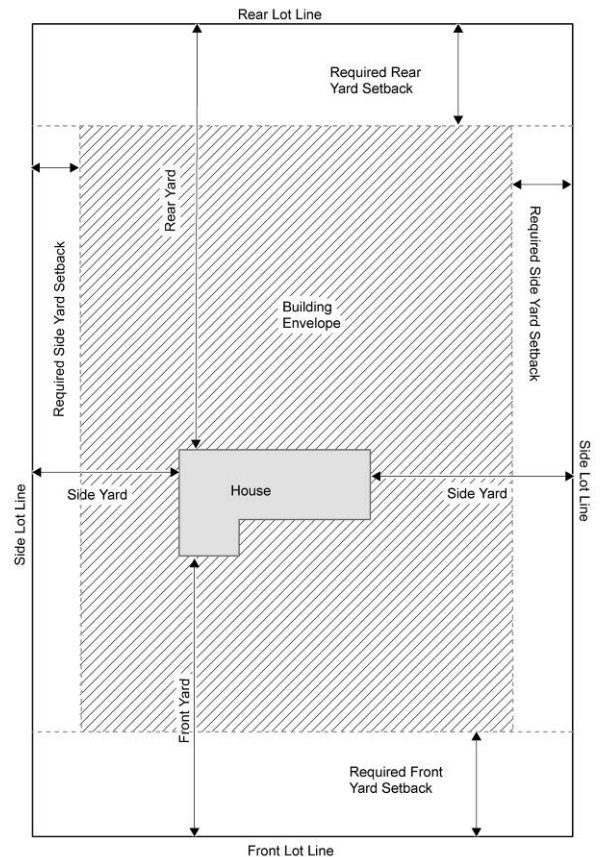 Rear Lot Line
Required Rear
Yard Setback
Rear Yard
Required Side Yard Setback
Required Side Yard Setback
Building
Envelope
Side Lot Line
Side Yard
House
Side Yard
Side Lot Line
Front Yard
Required Front
Yard Setback
Front Lot Line